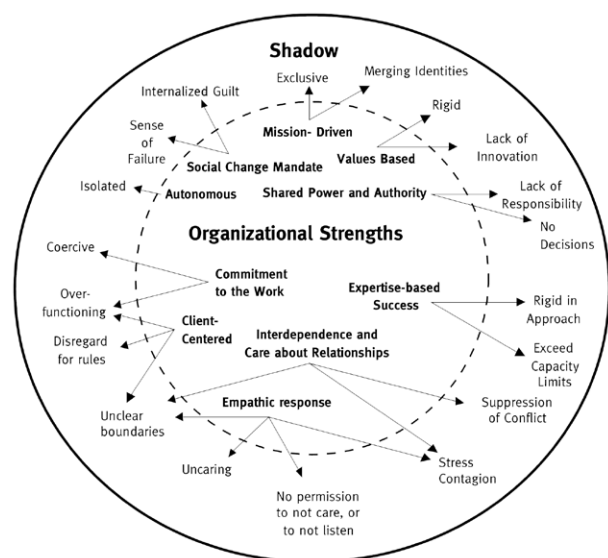 Shadow
Exclusive
Merging Identities
Internalized Guilt
Rigid
Mission- Driven
Sense
of
Failure
Social Change Mandate
Values Based
Lack of
Innovation
Isolated
Autonomous
Shared Power and Authority
Lack of
Responsibility
No
Decisions
Organizational Strengths
Coercive
Commitment
to the Work
Expertise-based
Success
Over-
functioning
Client-
Centered
Rigid in
Approach
Disregard
for rules
Interdependence and
Care about Relationships
Exceed
Capacity
Limits
Unclear
boundaries
Empathic response
Suppression
of Conflict
Uncaring
Stress
Contagion
No permission
to not care, or
to not listen